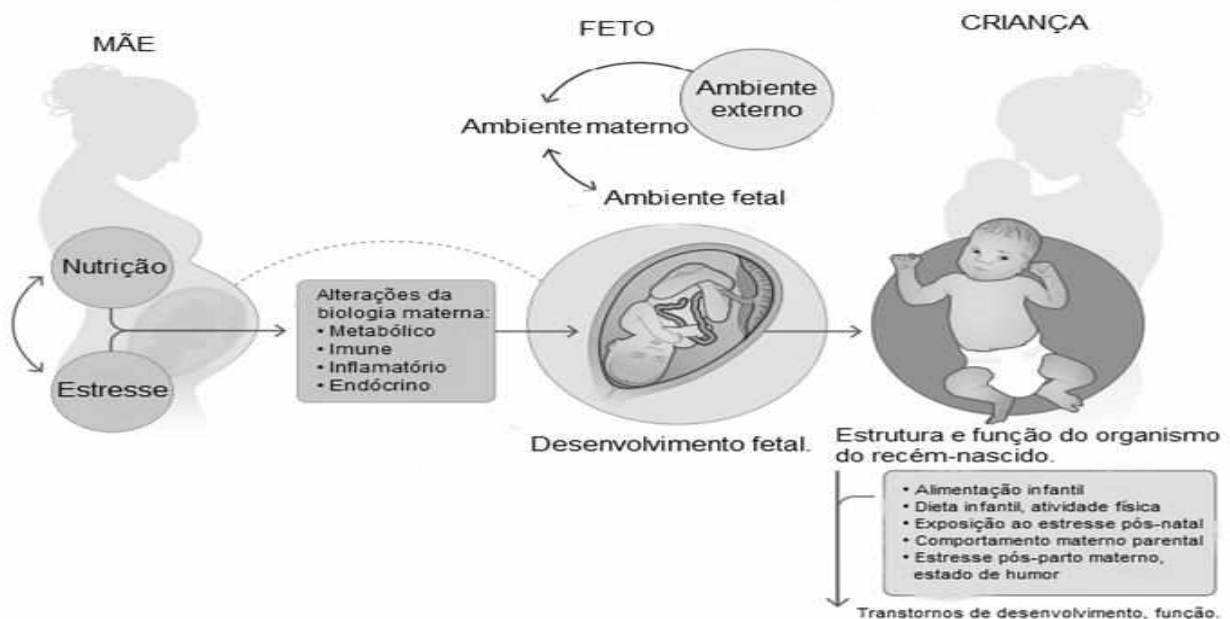 MÃE
FETO
CRIANÇA
Ambiente
externo
Ambiente materno
Ambiente fetal
Nutrição
Estresse
Alterações da
biologia materna:
• Metabólico
• Imune
• Inflamatório
• Endócrino
Desenvolvimento fetal.
Estrutura e função do organismo
do recém-nascido.
• Alimentação infantil
• Dieta infantil, atividade física
• Exposição ao estresse pós-natal
• Comportamento materno parental
• Estresse pós-parto materno,
estado de humor
Transtornos de desenvolvimento, função.